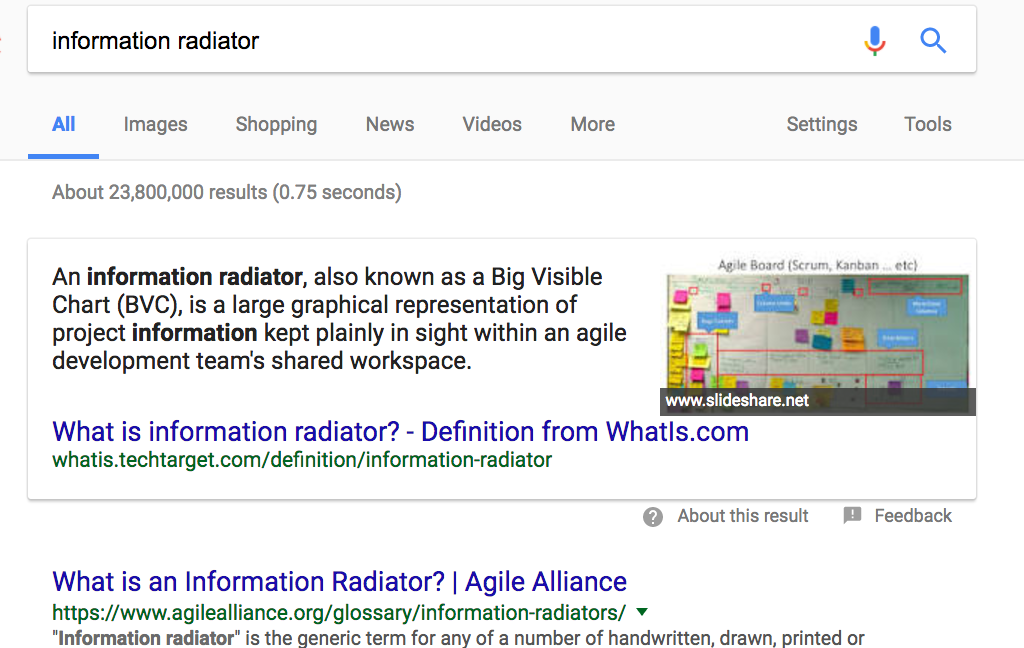 information radiator
All Images Shopping News Videos More Settings Tools
About 23,800,000 results (0.75 seconds)
An information radiator, also known as a Big Visible
Chart (BVC), is a large graphical representation of
project information kept plainly in sight within an agile
development team's shared workspace.
Agile Board (Scrum, Kanban ... etc)
www.slideshare.net
What is information radiator? - Definition from WhatIs.com
whatis.techtarget.com/definition/information-radiator
About this result Feedback
What is an Information Radiator? | Agile Alliance
https://www.agilealliance.org/glossary/information-radiators/
"Information radiator" is the generic term for any of a number of handwritten, drawn, printed or